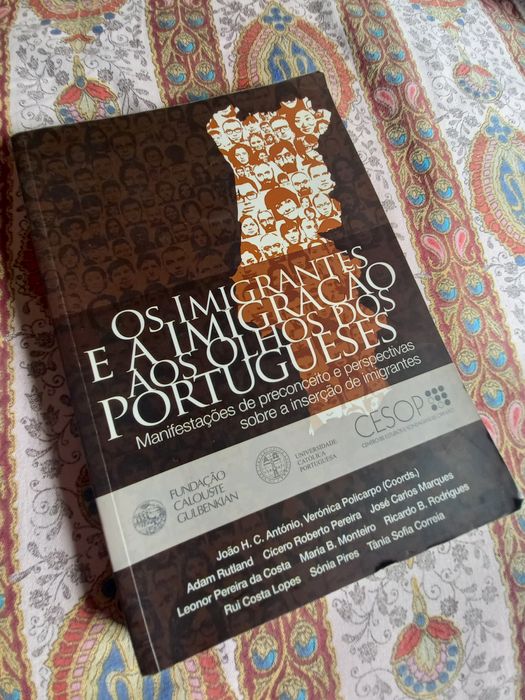 OS IMIGRANTES
E A IMIGRAÇÃO
AOS OLHOS DOS
PORTUGUESES
Manifestações de preconceito e perspectivas
sobre a inserção de imigrantes
FUNDAÇÃO
CALOUSTE
GULBENKIAN
UNIVERSIDADE
CATÓLICA
PORTUGUESA
CESOP
João H. C. António, Verónica Policarpo (Coords.)
Adam Rutland Cicero Roberto Pereira José Carlos Marques
Leonor Pereira da Costa Maria B. Monteiro Ricardo B. Rodrigues
Rui Costa Lopes Sónia Pires Tânia Sofia Correia